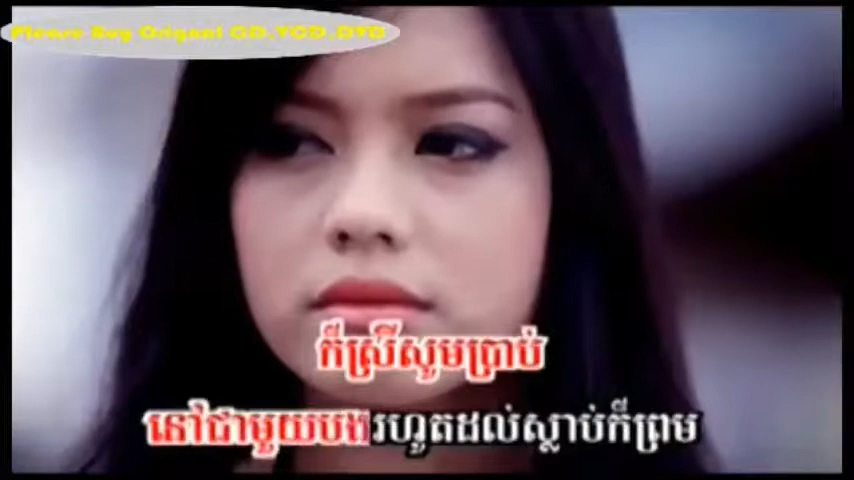 Please Buy Origanl CD.VCD.DVD
ក៏ស្រីសូមប្រាប់
នៅជាមួយបងរហូតដល់ស្លាប់ក៏ព្រម